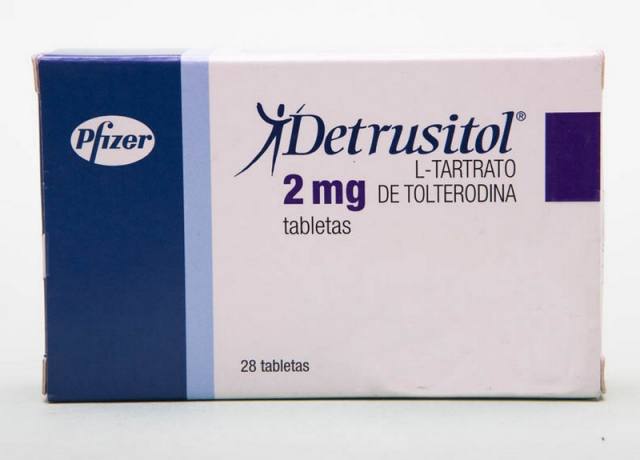 Pfizer
Detrusitol®
L-TARTRATO
2 mg DE TOLTERODINA
tabletas
28 tabletas